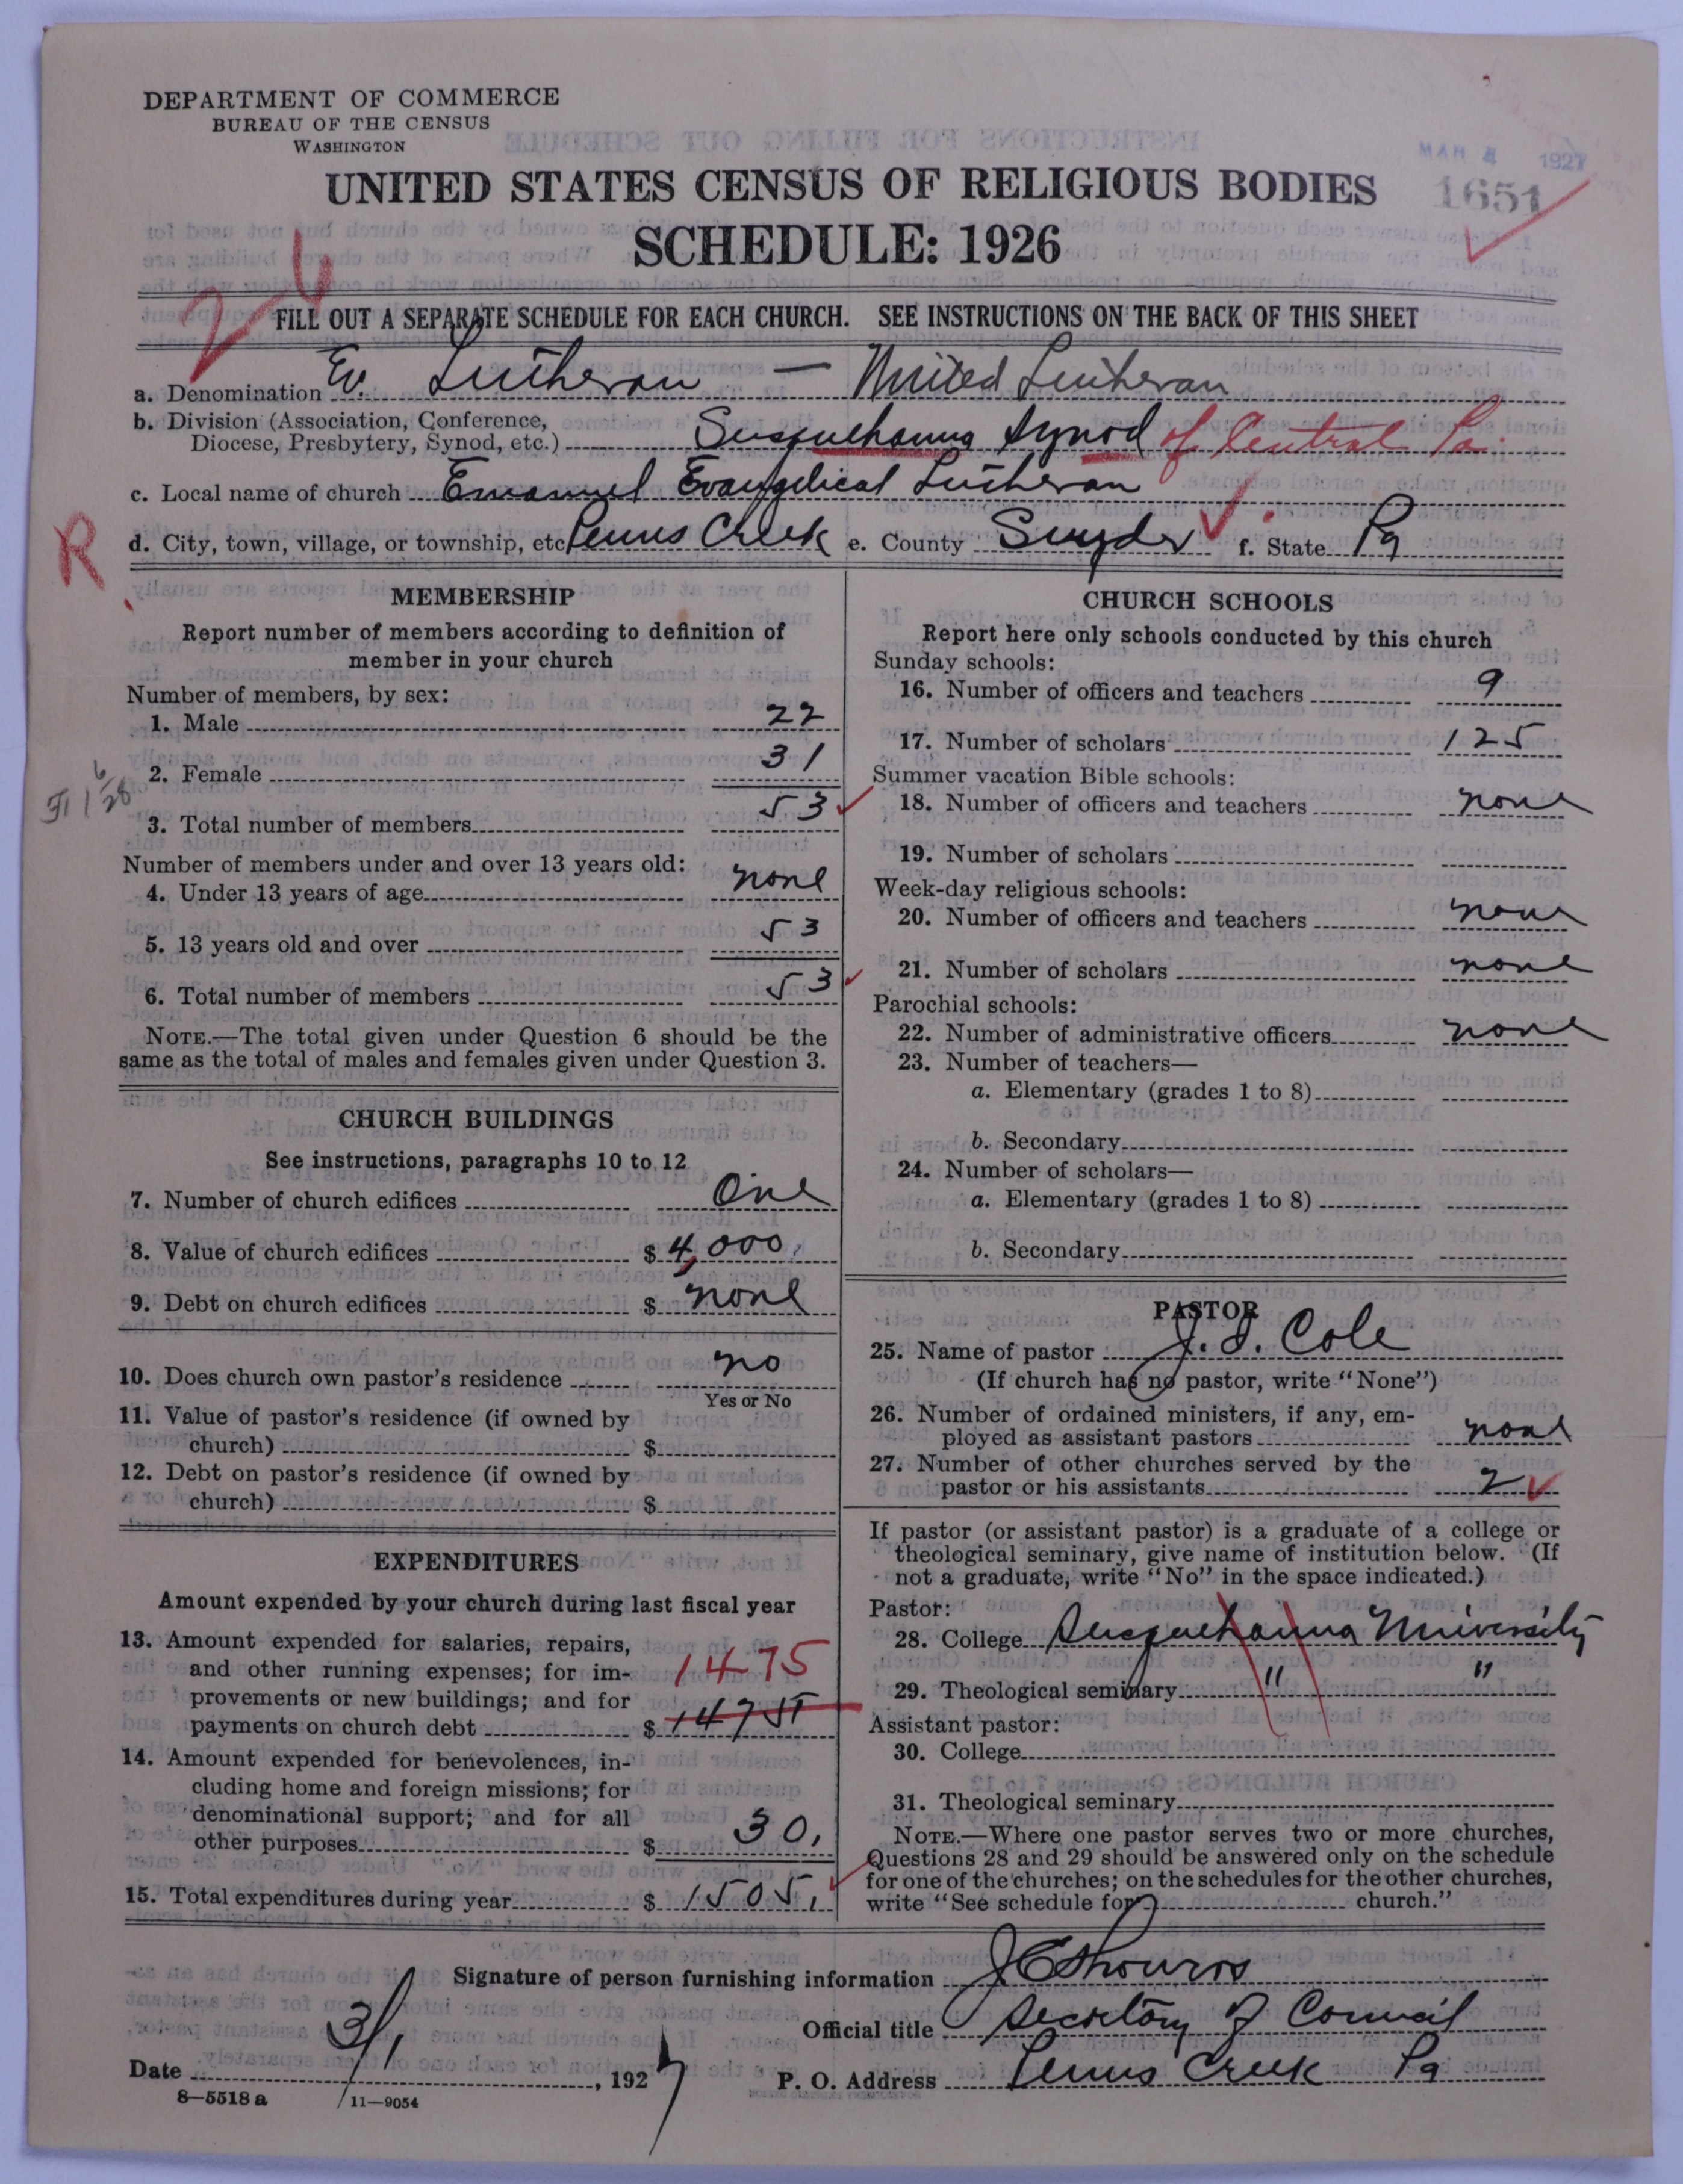 DEPARTMENT OF COMMERCE
BUREAU OF THE CENSUS
WASHINGTON
MAR 4 1927
1651
UNITED STATES CENSUS OF RELIGIOUS BODIES
SCHEDULE: 1926
26
FILL OUT A SEPARATE SCHEDULE FOR EACH CHURCH. SEE INSTRUCTIONS ON THE BACK OF THIS SHEET
a. Denomination Ev. Lutheran — United Lutheran
b. Division (Association, Conference,
Diocese, Presbytery, Synod, etc.) Susquehanna Synod of Central Pa.
c. Local name of church Emanuel Evangelical Lutheran
R
d. City, town, village, or township, etc Penns Creek e. County Snyder f. State Pa
MEMBERSHIP
Report number of members according to definition of
member in your church
Number of members, by sex:
1. Male 22
2. Female 31
3. Total number of members 53
Number of members under and over 13 years old:
4. Under 13 years of age none
5. 13 years old and over 53
6. Total number of members 53
NOTE.—The total given under Question 6 should be the
same as the total of males and females given under Question 3.
CHURCH BUILDINGS
See instructions, paragraphs 10 to 12
7. Number of church edifices One
8. Value of church edifices $ 4,000.
9. Debt on church edifices $ none
10. Does church own pastor's residence no
Yes or No
11. Value of pastor's residence (if owned by
church) $
12. Debt on pastor's residence (if owned by
church) $
EXPENDITURES
Amount expended by your church during last fiscal year
13. Amount expended for salaries, repairs,
and other running expenses; for im-
provements or new buildings; and for
1475
payments on church debt $ 1475
14. Amount expended for benevolences, in-
cluding home and foreign missions; for
denominational support; and for all
other purposes $ 30.
15. Total expenditures during year $ 1505.
CHURCH SCHOOLS
Report here only schools conducted by this church
Sunday schools:
16. Number of officers and teachers 9
17. Number of scholars 125
Summer vacation Bible schools:
18. Number of officers and teachers none
19. Number of scholars
Week-day religious schools:
20. Number of officers and teachers none
21. Number of scholars none
Parochial schools:
22. Number of administrative officers none
23. Number of teachers—
a. Elementary (grades 1 to 8)
b. Secondary
24. Number of scholars—
a. Elementary (grades 1 to 8)
b. Secondary
PASTOR
25. Name of pastor J. I. Cole
(If church has no pastor, write "None")
26. Number of ordained ministers, if any, em-
ployed as assistant pastors none
27. Number of other churches served by the
pastor or his assistants 2
If pastor (or assistant pastor) is a graduate of a college or
theological seminary, give name of institution below. (If
not a graduate, write "No" in the space indicated.)
Pastor:
28. College Susquehanna University
29. Theological seminary " "
Assistant pastor:
30. College
31. Theological seminary
NOTE.—Where one pastor serves two or more churches,
Questions 28 and 29 should be answered only on the schedule
for one of the churches; on the schedules for the other churches,
write "See schedule for church."
Signature of person furnishing information
Official title Secretary of Council
Date 3/1, 1927
P. O. Address Penns Creek Pa
8—5518 a 11—9054